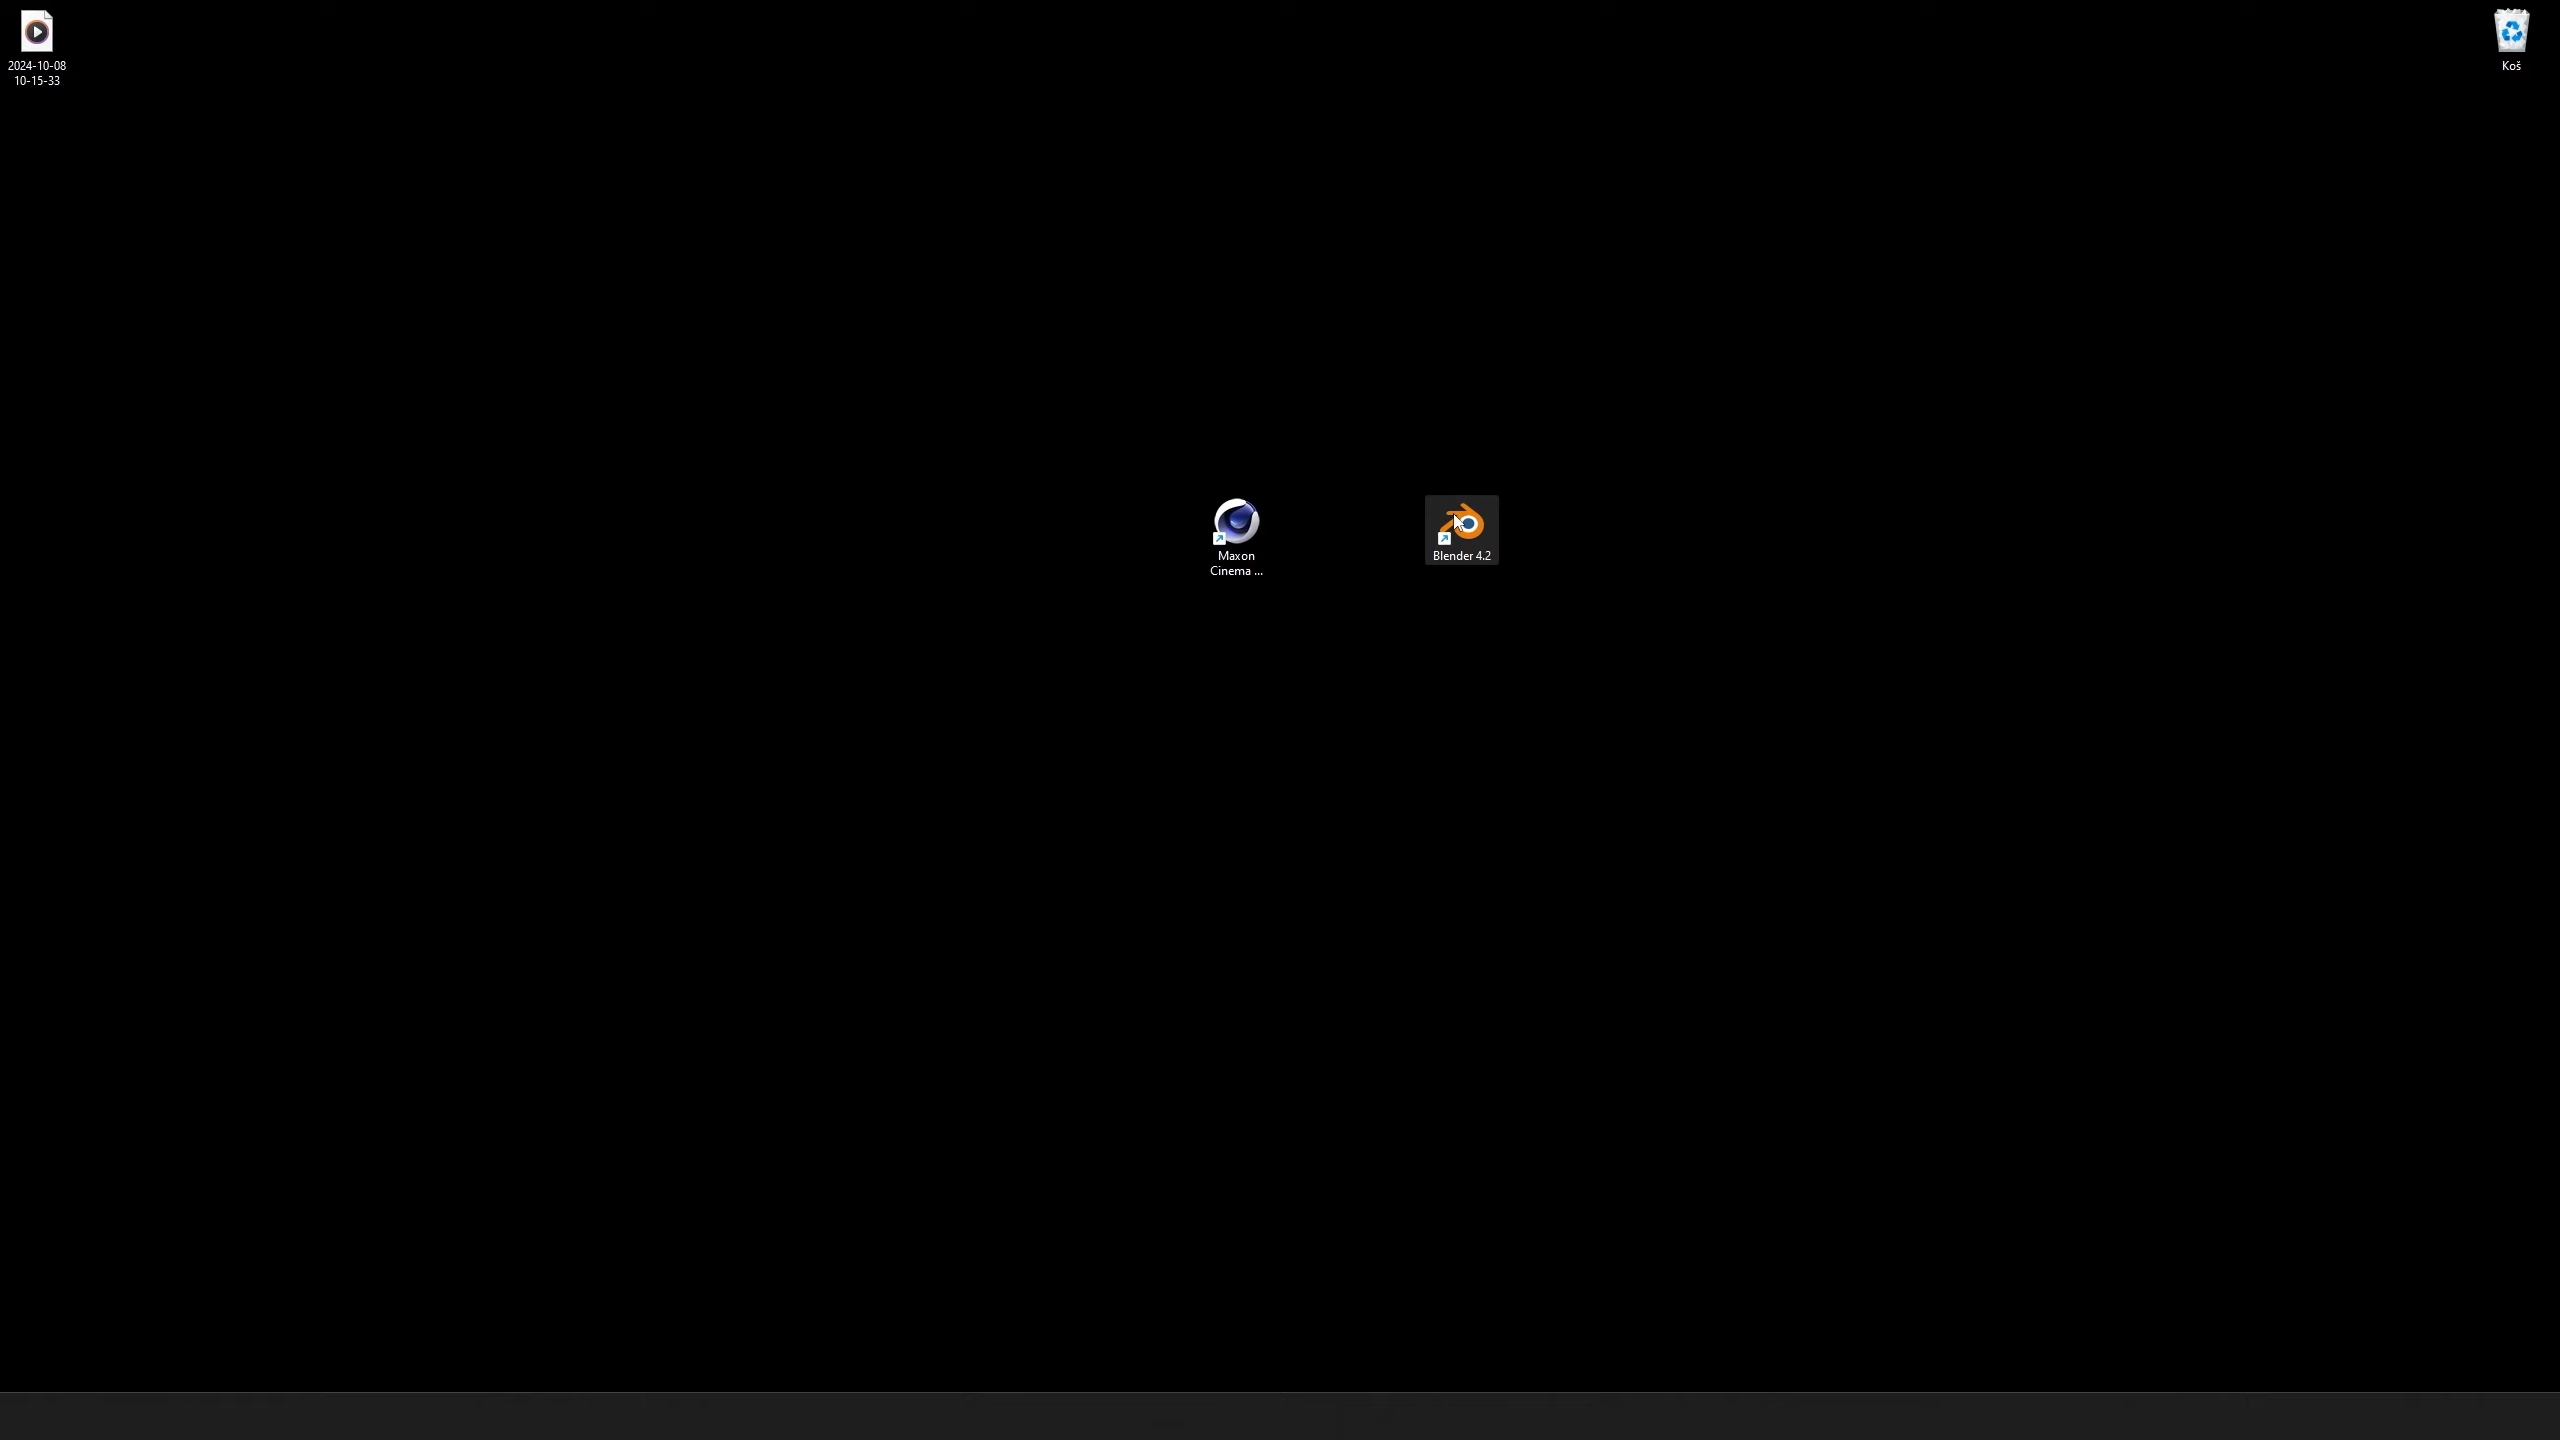 2024-10-08
10-15-33
Koš
Maxon
Cinema ...
Blender 4.2